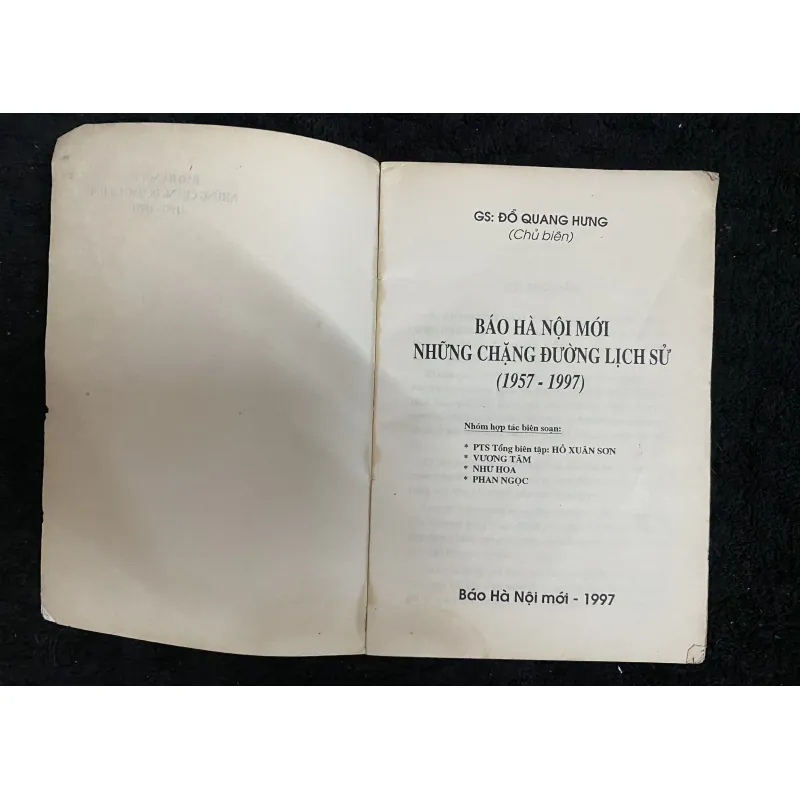 GS: ĐỖ QUANG HƯNG
(Chủ biên)
BÁO HÀ NỘI MỚI
NHỮNG CHẶNG ĐƯỜNG LỊCH SỬ
(1957 - 1997)
Nhóm hợp tác biên soạn:
* PTS Tổng biên tập: HỒ XUÂN SƠN
* VƯƠNG TÂM
* NHƯ HOA
* PHAN NGỌC
Báo Hà Nội mới - 1997